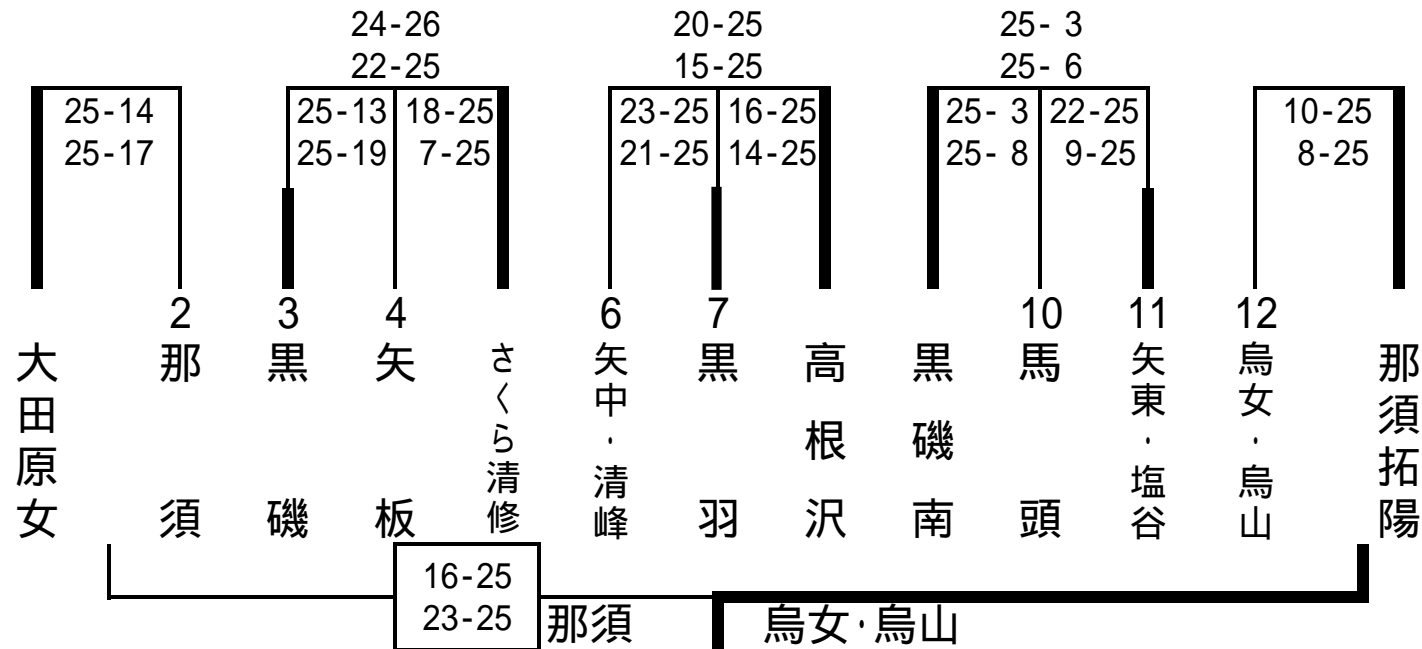 24-26 20-25 25- 3
22-25 15-25 25- 6
25-14 25-13 18-25 23-25 16-25 25- 3 22-25 10-25
25-17 25-19 7-25 21-25 14-25 25- 8 9-25 8-25
2 3 4 6 7 10 11 12
大田原女
那須
黒磯
矢板
さくら清修
矢中・清峰
黒羽
高根沢
黒磯南
馬頭
矢東・塩谷
烏女・烏山
那須拓陽
16-25
23-25
那須 烏女・烏山